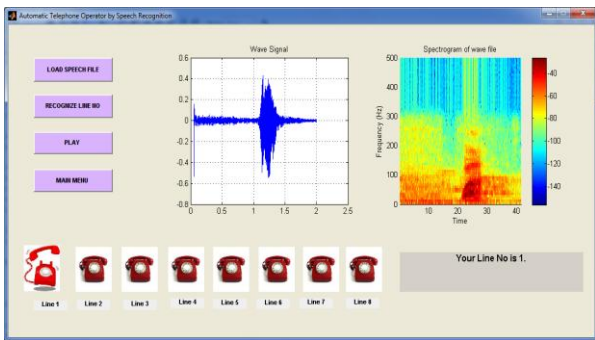 Automatic Telephone Operator by Speech Recognition
LOAD SPEECH FILE
RECOGNIZE LINE NO
PLAY
MAIN MENU
Wave Signal
0.6
0.4
0.2
0
-0.2
-0.4
-0.6
-0.8
0 0.5 1 1.5 2 2.5
Spectrogram of wave file
Frequency (Hz)
500
400
300
200
100
0
10 20 30 40
Time
-40
-60
-80
-100
-120
-140
Line 1 Line 2 Line 3 Line 4 Line 5 Line 6 Line 7 Line 8
Your Line No is 1.